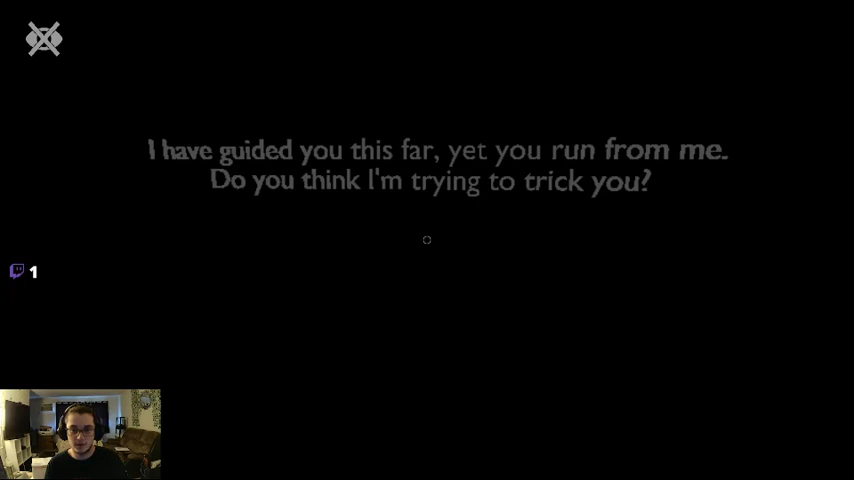 I have guided you this far, yet you run from me.
Do you think I'm trying to trick you?
1